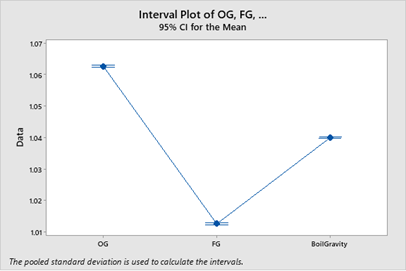 Interval Plot of OG, FG, ...
95% CI for the Mean
1.07
1.06
1.05
1.04
1.03
1.02
1.01
Data
OG
FG
BoilGravity
The pooled standard deviation is used to calculate the intervals.